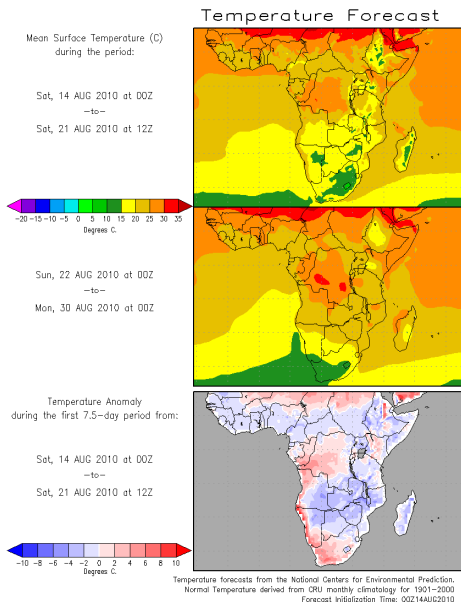 Temperature Forecast
Mean Surface Temperature (C)
during the period:
Sat, 14 AUG 2010 at 00Z
-to-
Sat, 21 AUG 2010 at 12Z
-20 -15 -10 -5 0 5 10 15 20 25 30 35
Degrees C.
Sun, 22 AUG 2010 at 00Z
-to-
Mon, 30 AUG 2010 at 00Z
Temperature Anomaly
during the first 7.5-day period from:
Sat, 14 AUG 2010 at 00Z
-to-
Sat, 21 AUG 2010 at 12Z
-10 -8 -6 -4 -2 0 2 4 6 8 10
Degrees C.
Temperature forecasts from the National Centers for Environmental Prediction.
Normal Temperature derived from CRU monthly climatology for 1901-2000
Forecast Initialization Time: 00Z14AUG2010